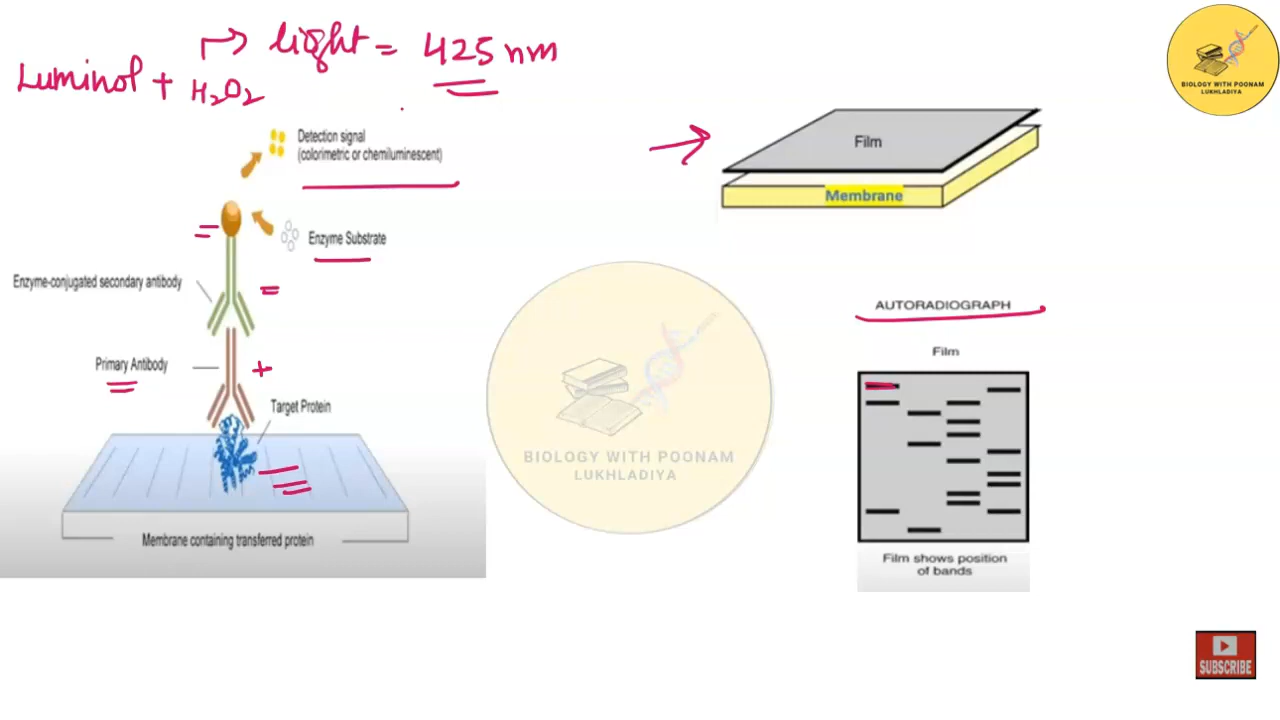 Luminol + H2O2 → light = 425 nm
BIOLOGY WITH POONAM
LUKHLADIYA
Detection signal
(colorimetric or chemiluminescent)
Enzyme Substrate
Enzyme-conjugated secondary antibody
Primary Antibody
Target Protein
Membrane containing transferred protein
Film
Membrane
BIOLOGY WITH POONAM
LUKHLADIYA
AUTORADIOGRAPH
Film
Film shows position
of bands
SUBSCRIBE